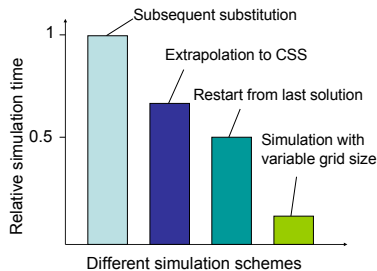 Subsequent substitution
1
Extrapolation to CSS
Restart from last solution
0.5
Simulation with
variable grid size
Relative simulation time
Different simulation schemes